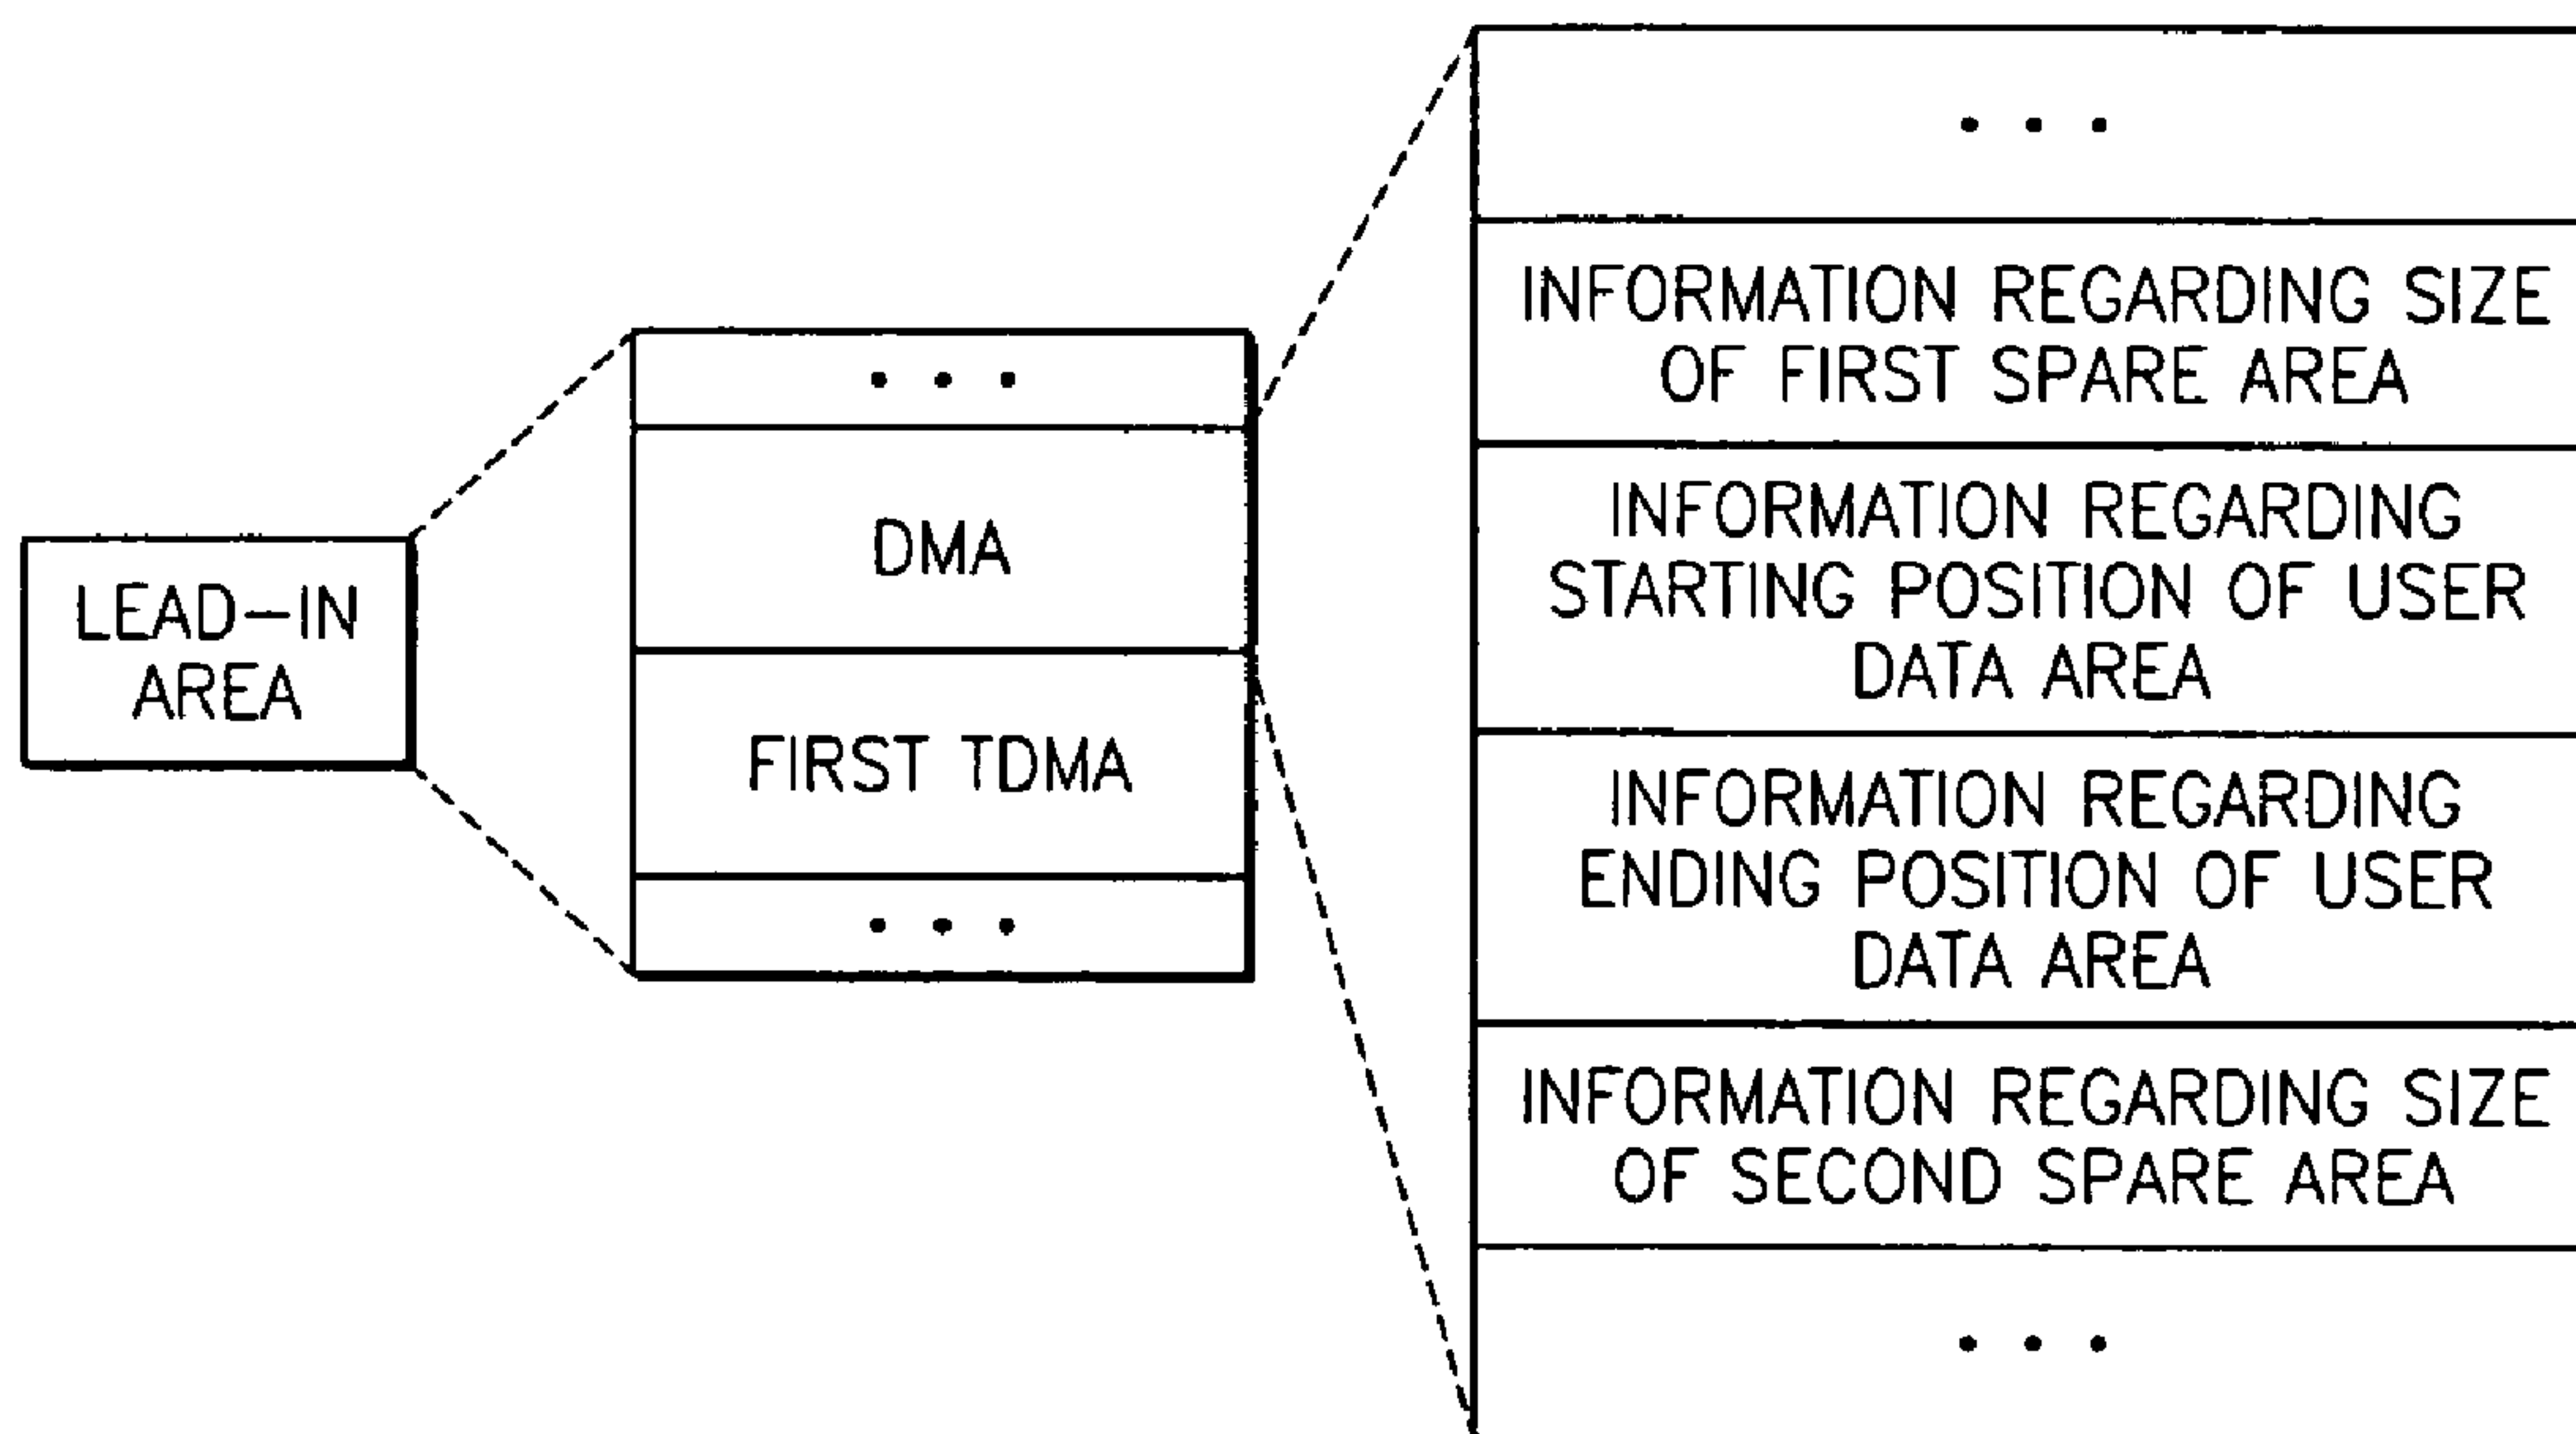 LEAD-IN
AREA
. . .
DMA
FIRST TDMA
. . .
. . .
INFORMATION REGARDING SIZE
OF FIRST SPARE AREA
INFORMATION REGARDING
STARTING POSITION OF USER
DATA AREA
INFORMATION REGARDING
ENDING POSITION OF USER
DATA AREA
INFORMATION REGARDING SIZE
OF SECOND SPARE AREA
. . .